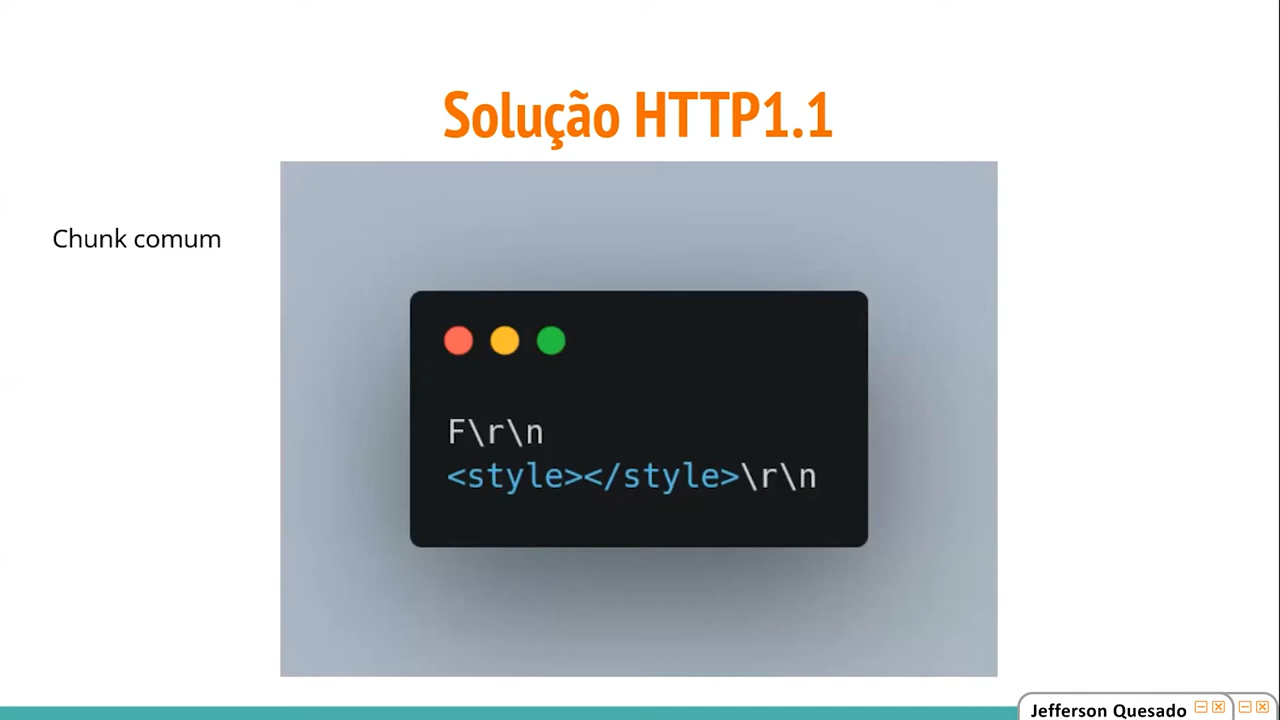 Solução HTTP1.1
Chunk comum
F\r\n
<style></style>\r\n
Jefferson Quesado